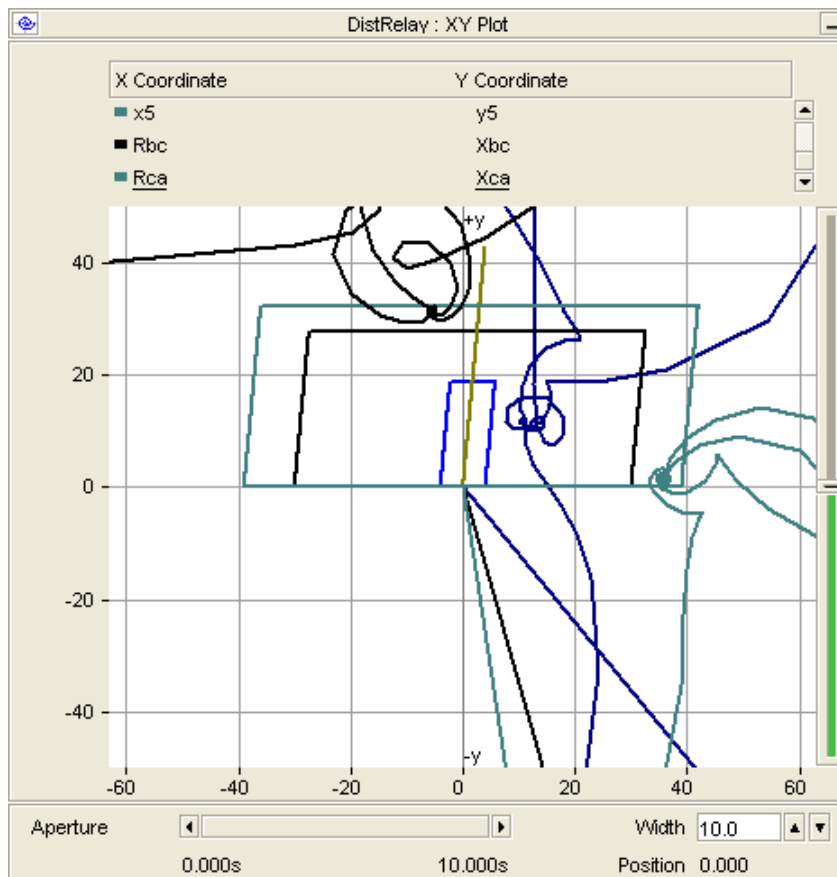 DistRelay : XY Plot
X Coordinate Y Coordinate
x5 y5
Rbc Xbc
Rca Xca
+y
40
20
0
-20
-40
-y
-60 -40 -20 0 20 40 60
Aperture Width 10.0
0.000s 10.000s Position 0.000